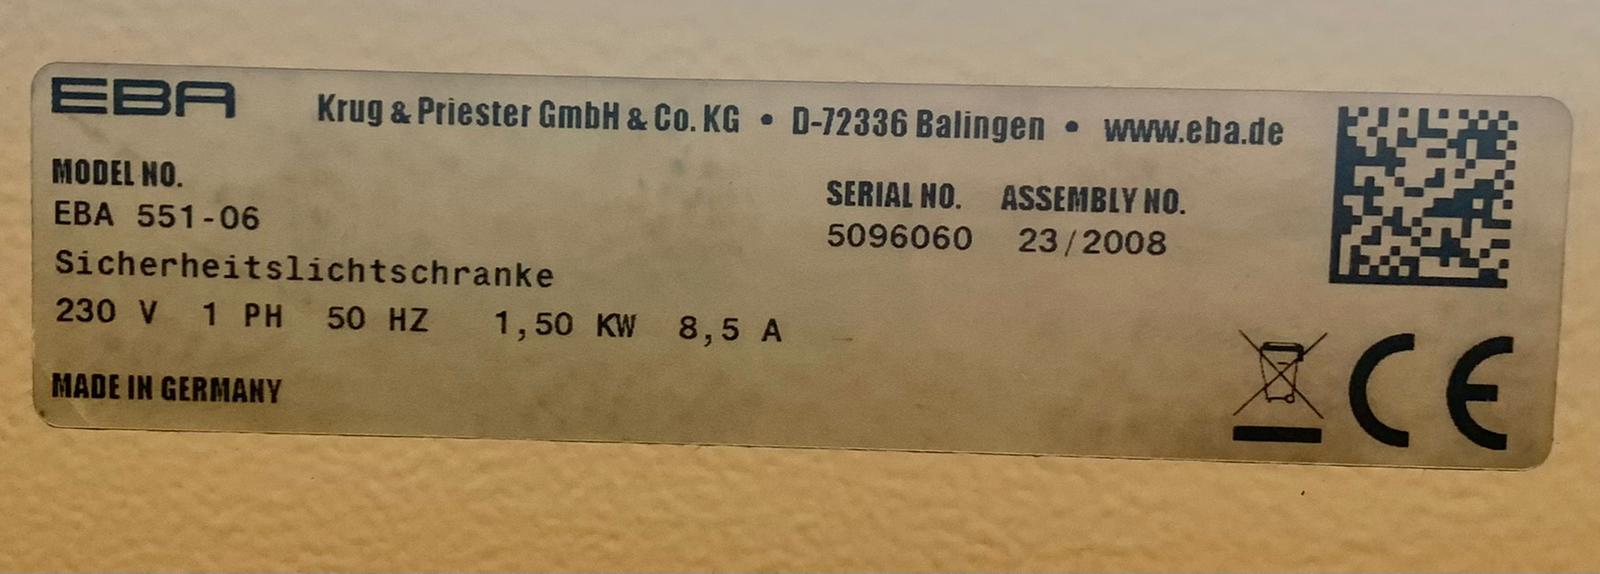 EBA
Krug & Priester GmbH & Co. KG • D-72336 Balingen • www.eba.de
MODEL NO.
EBA 551-06
SERIAL NO. ASSEMBLY NO.
5096060 23/2008
Sicherheitslichtschranke
230 V 1 PH 50 HZ 1,50 KW 8,5 A
MADE IN GERMANY
CE